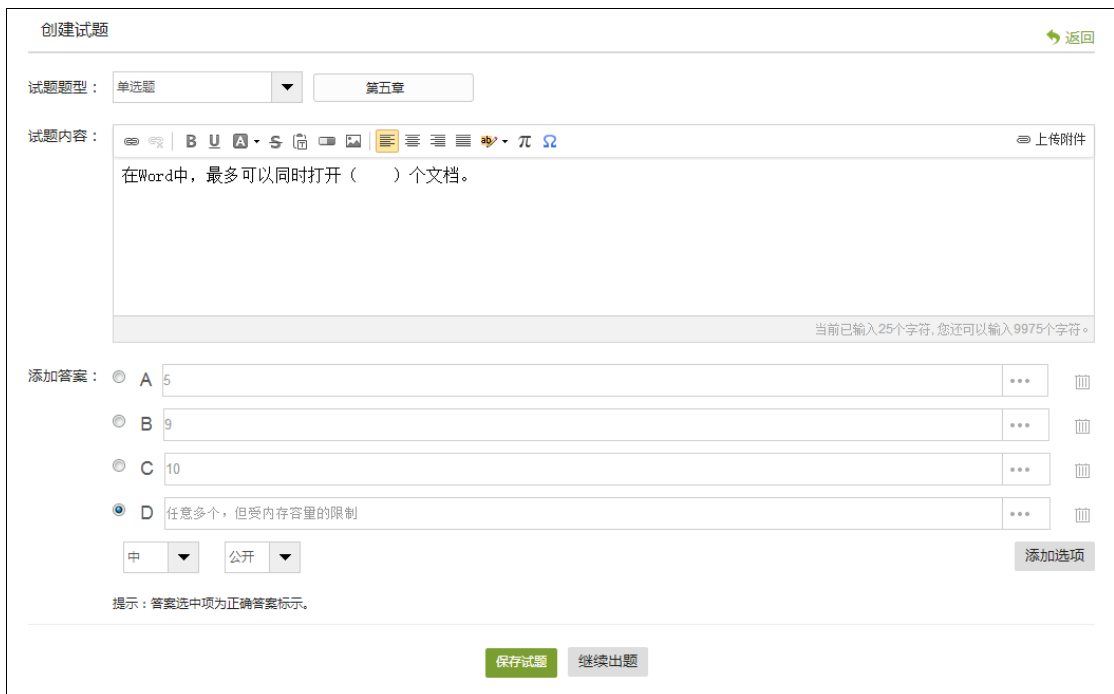 创建试题
返回
试题题型： 单选题 第五章
试题内容： B U A S T ab π Ω 上传附件
在Word中，最多可以同时打开（　　）个文档。
当前已输入25个字符, 您还可以输入9975个字符。
添加答案： A 5 •••
B 9 •••
C 10 •••
D 任意多个，但受内存容量的限制 •••
中 公开 添加选项
提示：答案选中项为正确答案标示。
保存试题 继续出题